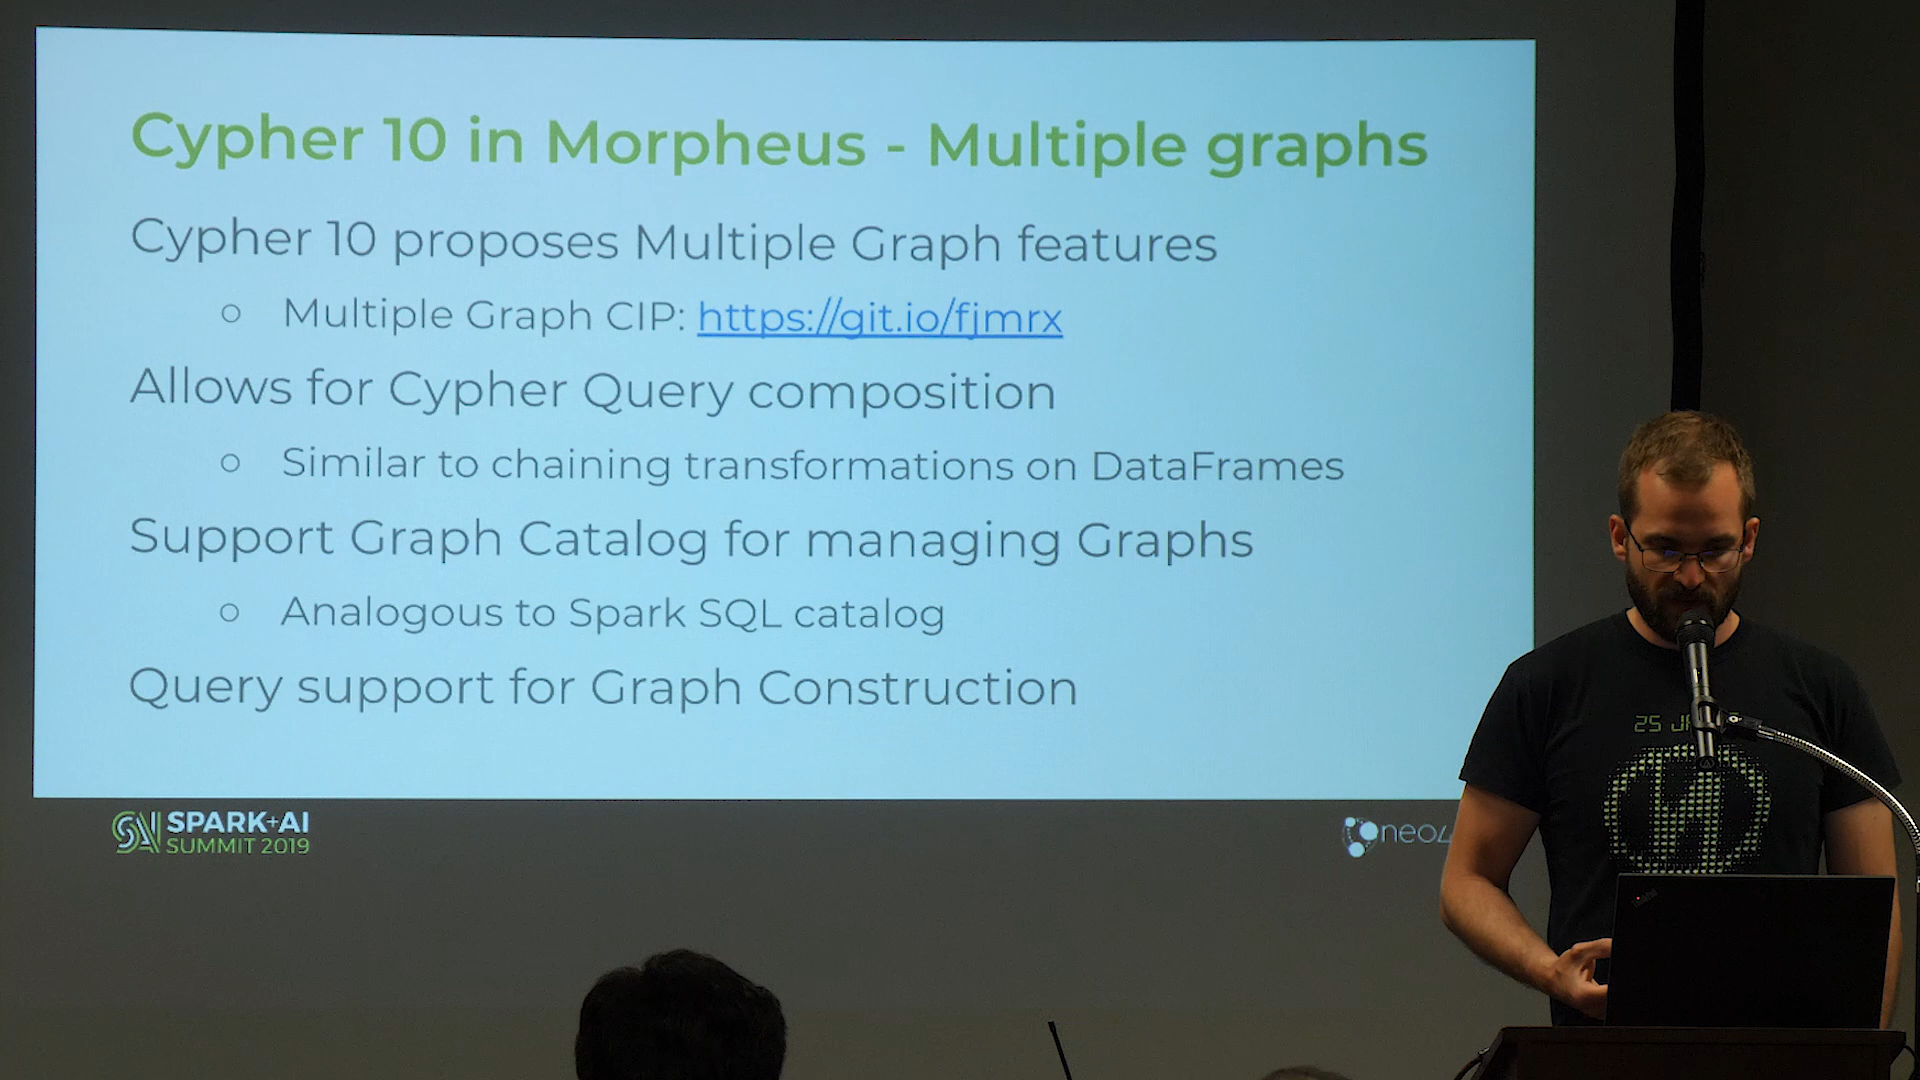 Cypher 10 in Morpheus - Multiple graphs
Cypher 10 proposes Multiple Graph features
○ Multiple Graph CIP: https://git.io/fjmrx
Allows for Cypher Query composition
○ Similar to chaining transformations on DataFrames
Support Graph Catalog for managing Graphs
○ Analogous to Spark SQL catalog
Query support for Graph Construction
SPARK+AI
SUMMIT 2019
neo4
25
ThinkPad